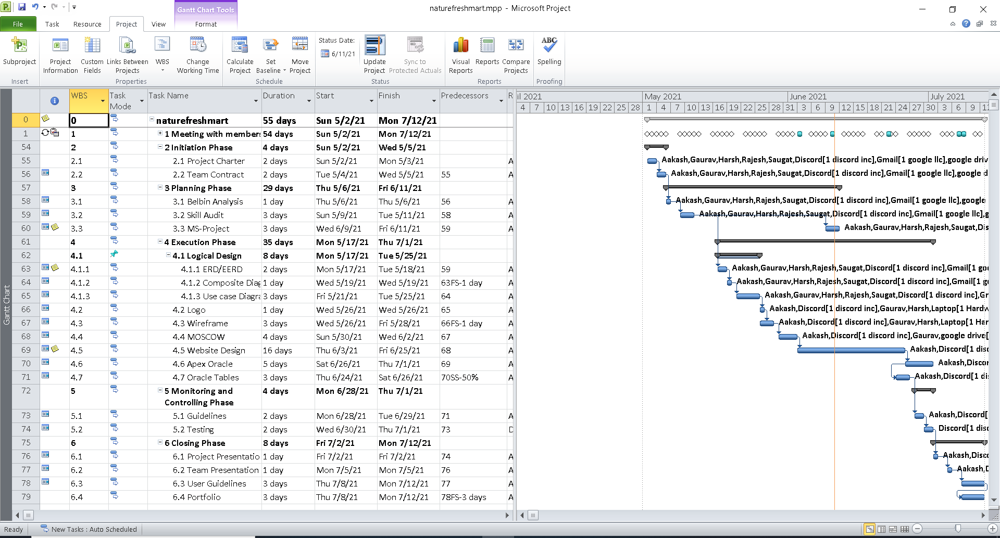 naturefreshmart.mpp - Microsoft Project
Gantt Chart Tools
File Task Resource Project View Format
Subproject
Project Information
Custom Fields
Links Between Projects
WBS
Change Working Time
Calculate Project
Set Baseline
Move Project
Status Date:
6/11/21
Update Project
Sync to Protected Actuals
Visual Reports
Reports
Compare Projects
ABC
Spelling
Insert Properties Schedule Status Reports Proofing
WBS Task Mode Task Name Duration Start Finish Predecessors R
0 0 naturefreshmart 55 days Sun 5/2/21 Mon 7/12/21
1 1 1 Meeting with members 54 days Sun 5/2/21 Mon 7/12/21
54 2 2 Initiation Phase 4 days Sun 5/2/21 Wed 5/5/21
55 2.1 2.1 Project Charter 2 days Sun 5/2/21 Mon 5/3/21 A
56 2.2 2.2 Team Contract 2 days Tue 5/4/21 Wed 5/5/21 55 A
57 3 3 Planning Phase 29 days Thu 5/6/21 Fri 6/11/21
58 3.1 3.1 Belbin Analysis 1 day Thu 5/6/21 Thu 5/6/21 56 A
59 3.2 3.2 Skill Audit 3 days Sun 5/9/21 Tue 5/11/21 58 A
60 3.3 3.3 MS-Project 3 days Wed 6/9/21 Fri 6/11/21 59 A
61 4 4 Execution Phase 35 days Mon 5/17/21 Thu 7/1/21
62 4.1 4.1 Logical Design 8 days Mon 5/17/21 Tue 5/25/21
63 4.1.1 4.1.1 ERD/EERD 2 days Mon 5/17/21 Tue 5/18/21 59 A
64 4.1.2 4.1.2 Composite Diag 1 day Wed 5/19/21 Wed 5/19/21 63FS-1 day A
65 4.1.3 4.1.3 Use case Diagra 3 days Fri 5/21/21 Tue 5/25/21 64 A
66 4.2 4.2 Logo 1 day Wed 5/26/21 Wed 5/26/21 65 A
67 4.3 4.3 Wireframe 3 days Wed 5/26/21 Fri 5/28/21 66FS-1 day A
68 4.4 4.4 MOSCOW 4 days Sun 5/30/21 Wed 6/2/21 67 A
69 4.5 4.5 Website Design 16 days Thu 6/3/21 Fri 6/25/21 68 A
70 4.6 4.6 Apex Oracle 5 days Sat 6/26/21 Thu 7/1/21 69 A
71 4.7 4.7 Oracle Tables 3 days Thu 6/24/21 Sat 6/26/21 70SS-50% A
72 5 5 Monitoring and Controlling Phase 4 days Mon 6/28/21 Thu 7/1/21
73 5.1 5.1 Guidelines 2 days Mon 6/28/21 Tue 6/29/21 71 A
74 5.2 5.2 Testing 2 days Wed 6/30/21 Thu 7/1/21 73 D
75 6 6 Closing Phase 8 days Fri 7/2/21 Mon 7/12/21
76 6.1 6.1 Project Presentatio 1 day Fri 7/2/21 Fri 7/2/21 74 A
77 6.2 6.2 Team Presentation 1 day Mon 7/5/21 Mon 7/5/21 76 A
78 6.3 6.3 User Guidelines 3 days Thu 7/8/21 Mon 7/12/21 77 A
79 6.4 6.4 Portfolio 3 days Thu 7/8/21 Mon 7/12/21 78FS-3 days A
Gantt Chart
il 2021 May 2021 June 2021 July 2021
4 7 10 13 16 19 22 25 28 1 4 7 10 13 16 19 22 25 28 31 3 6 9 12 15 18 21 24 27 30 3 6 9
Aakash,Gaurav,Harsh,Rajesh,Saugat,Discord[1 discord inc],Gmail[1 google llc],google driv
Aakash,Gaurav,Harsh,Rajesh,Saugat,Discord[1 discord inc],Gmail[1 google llc],google d
Aakash,Gaurav,Harsh,Rajesh,Saugat,Discord[1 discord inc],Gmail[1 google llc],google
Aakash,Gaurav,Harsh,Rajesh,Saugat,Discord[1 discord inc],Gmail[1 google llc],g
Aakash,Gaurav,Harsh,Rajesh,Saugat,Dis
Aakash,Gaurav,Harsh,Rajesh,Saugat,Discord[1 discord inc],Gmail[1 go
Aakash,Gaurav,Harsh,Rajesh,Saugat,Discord[1 discord inc],Gmail[1 g
Aakash,Gaurav,Harsh,Rajesh,Saugat,Discord[1 discord inc],Gr
Aakash,Discord[1 discord inc],Gaurav,Harsh,Laptop[1 Hardw
Aakash,Discord[1 discord inc],Gaurav,Harsh,Laptop[1 Har
Aakash,Discord[1 discord inc],Gaurav,google drive[
Aakash,Discord[1 disc
Aakash,Discor
Aakash,Discord[1 di
Aakash,Discord[
Discord[1 disc
Aakash,Disc
Aakash,D
Ready New Tasks : Auto Scheduled